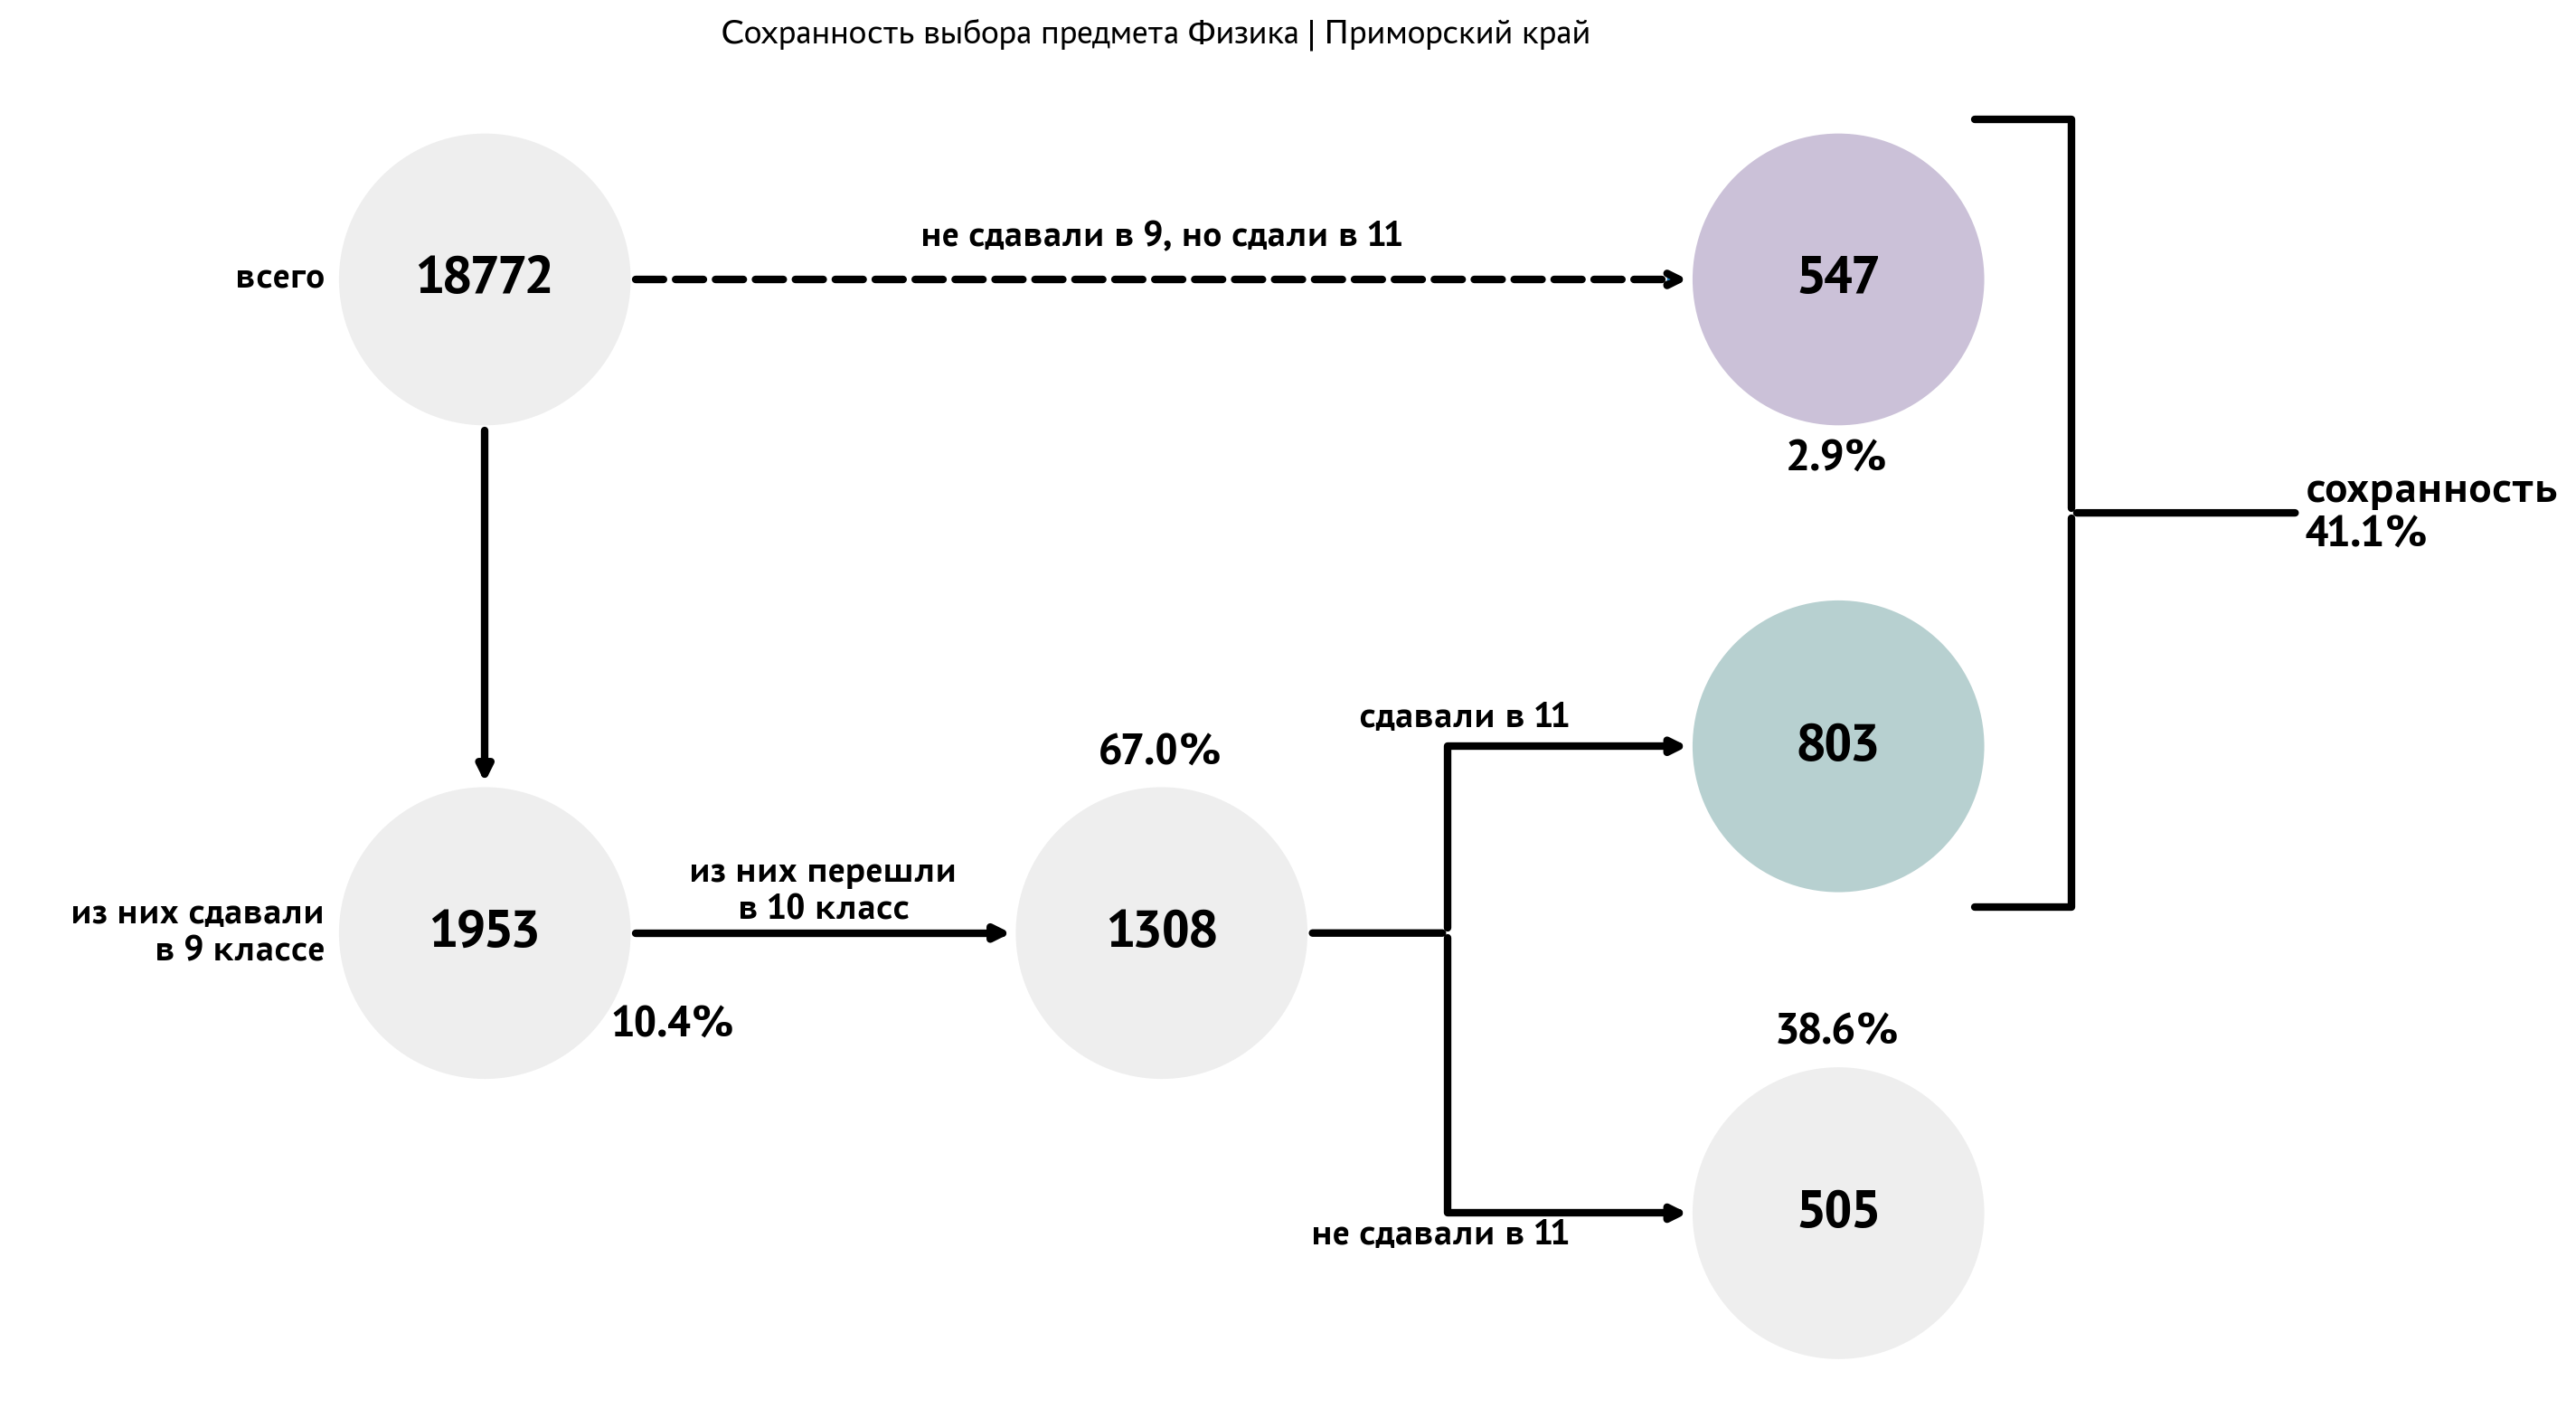 Сохранность выбора предмета Физика | Приморский край
не сдавали в 9, но сдали в 11
всего
18772
547
2.9%
сохранность
41.1%
сдавали в 11
803
67.0%
из них перешли
в 10 класс
из них сдавали
в 9 классе
1953
1308
10.4%
38.6%
505
не сдавали в 11